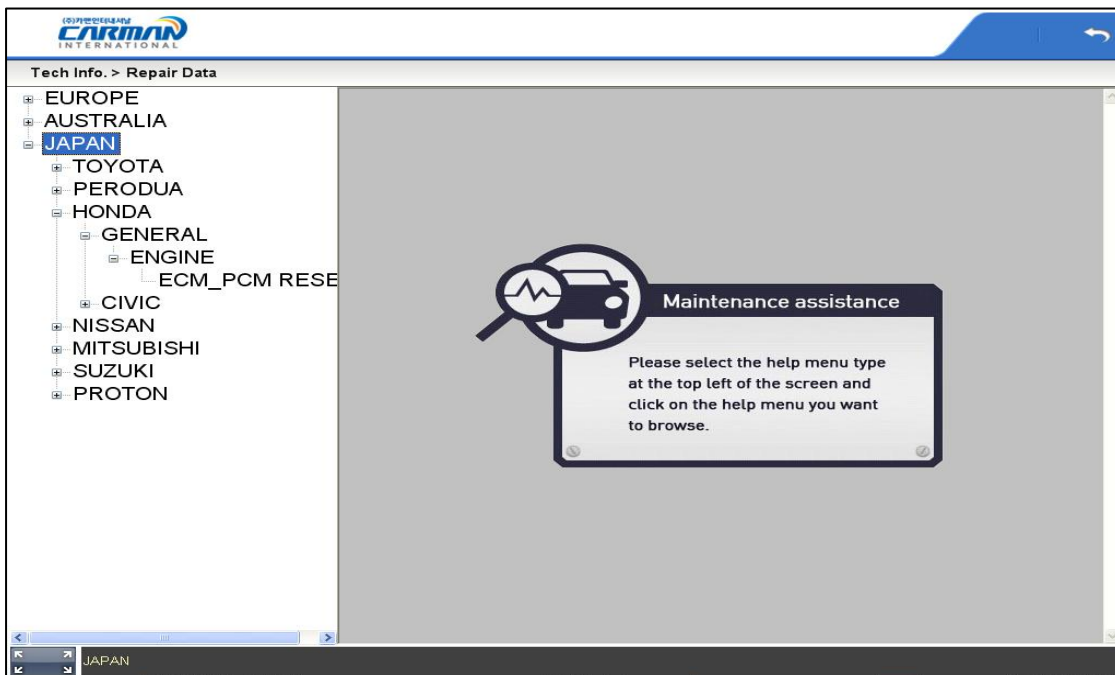 (주)카맨인터내셔널
CARMAN
INTERNATIONAL
Tech Info. > Repair Data
EUROPE
AUSTRALIA
JAPAN
TOYOTA
PERODUA
HONDA
GENERAL
ENGINE
ECM_PCM RESE
CIVIC
NISSAN
MITSUBISHI
SUZUKI
PROTON
Maintenance assistance
Please select the help menu type
at the top left of the screen and
click on the help menu you want
to browse.
JAPAN